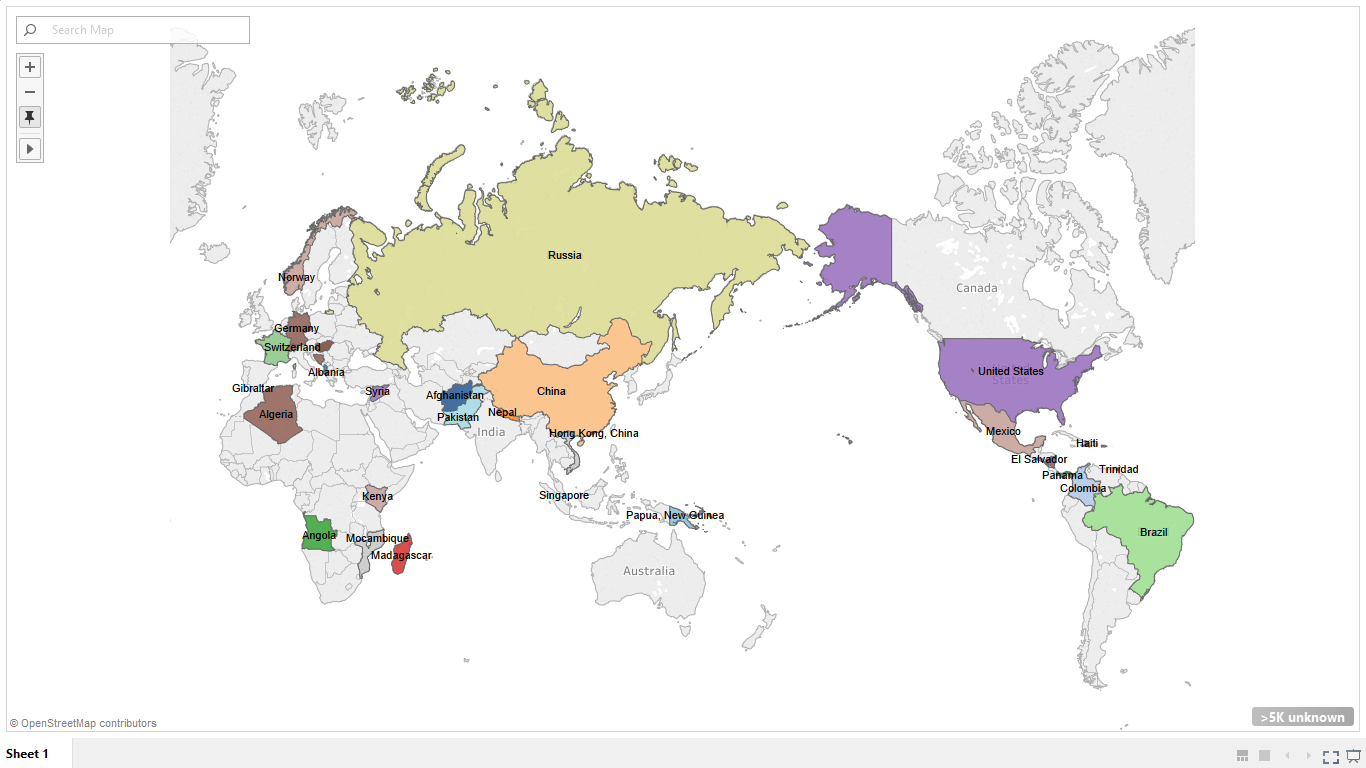 Search Map
Russia
Norway
Canada
Germany
Switzerland
Albania
United States
States
Gibraltar
Syria
Afghanistan
China
Algeria
Nepal
Pakistan
India
Hong Kong, China
Mexico
Haiti
El Salvador
Trinidad
Panama
Colombia
Kenya
Singapore
Papua New Guinea
Angola
Mocambique
Brazil
Madagascar
Australia
>5K unknown
© OpenStreetMap contributors
Sheet 1